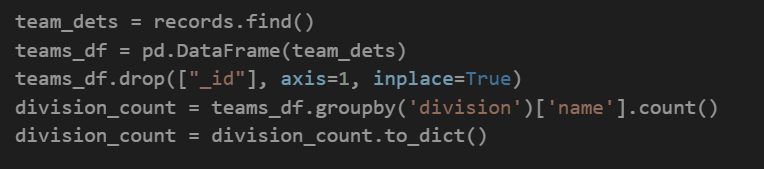 team_dets = records.find()
teams_df = pd.DataFrame(team_dets)
teams_df.drop(["_id"], axis=1, inplace=True)
division_count = teams_df.groupby('division')['name'].count()
division_count = division_count.to_dict()